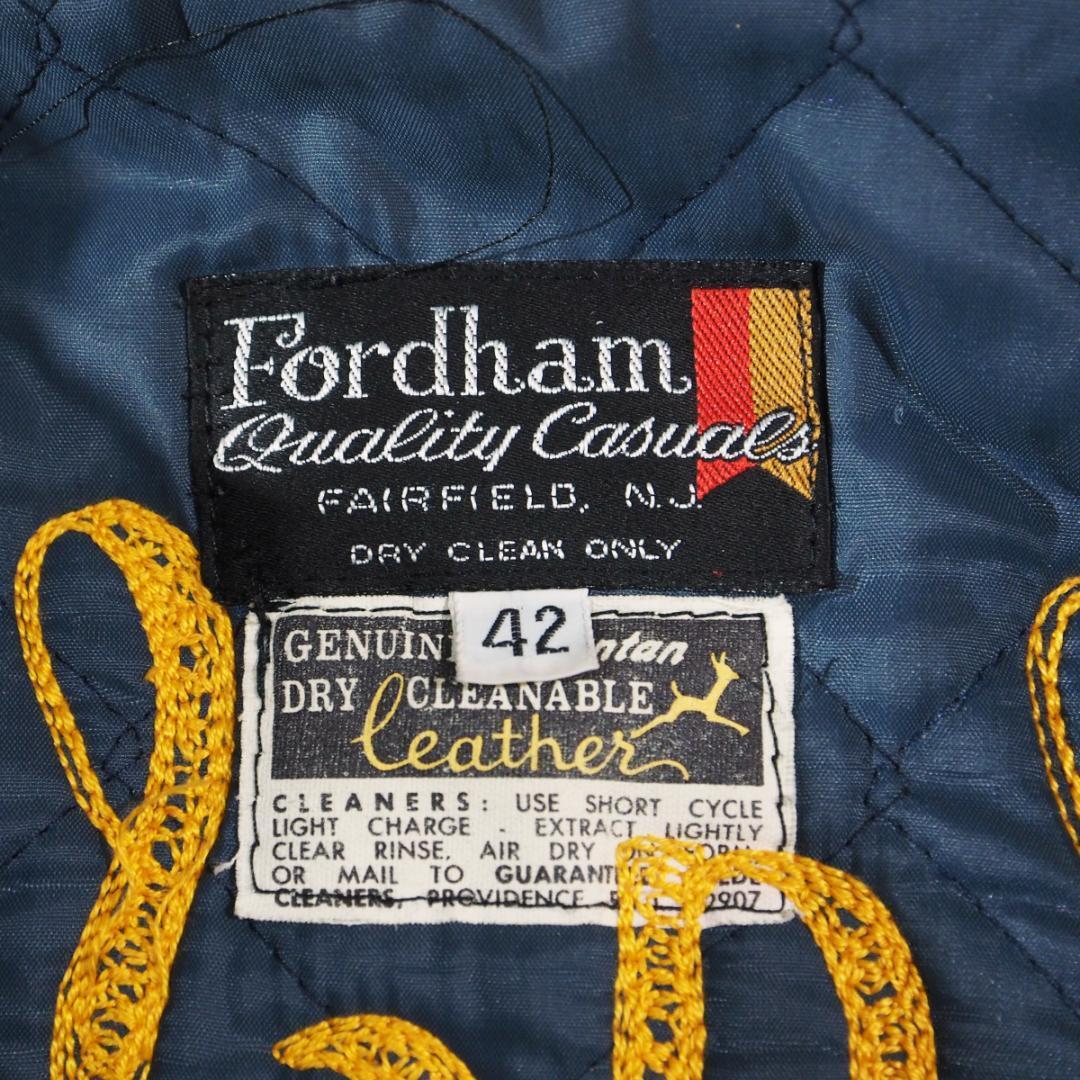 Fordham
Quality Casuals
FAIRFIELD, N.J.
DRY CLEAN ONLY
42
GENUIN
DRY CLEANABLE
leather
CLEANERS: USE SHORT CYCLE
LIGHT CHARGE - EXTRACT LIGHTLY
CLEAR RINSE. AIR DRY
OR MAIL TO
CLEANERS, PROVIDENCE